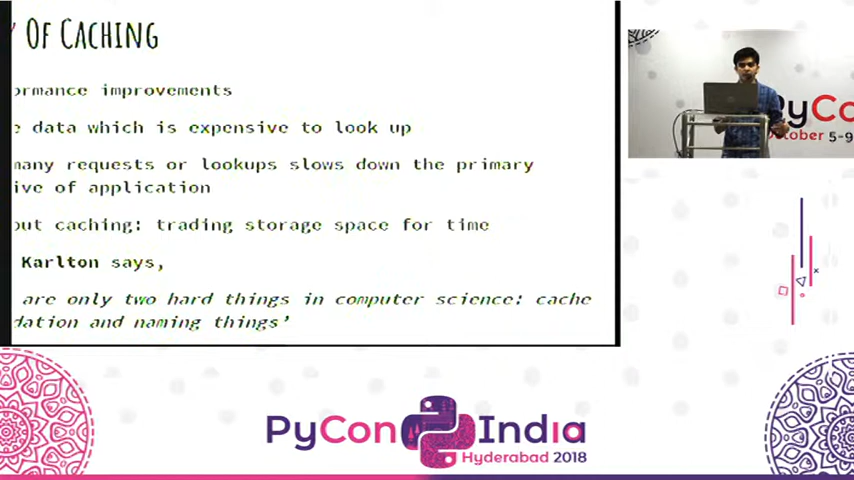 Of Caching
ormance improvements
e data which is expensive to look up
many requests or lookups slows down the primary
ive of application
out caching: trading storage space for time
Karlton says,
are only two hard things in computer science: cache
dation and naming things’
PyCo
October 5-9
PyCon India
Hyderabad 2018